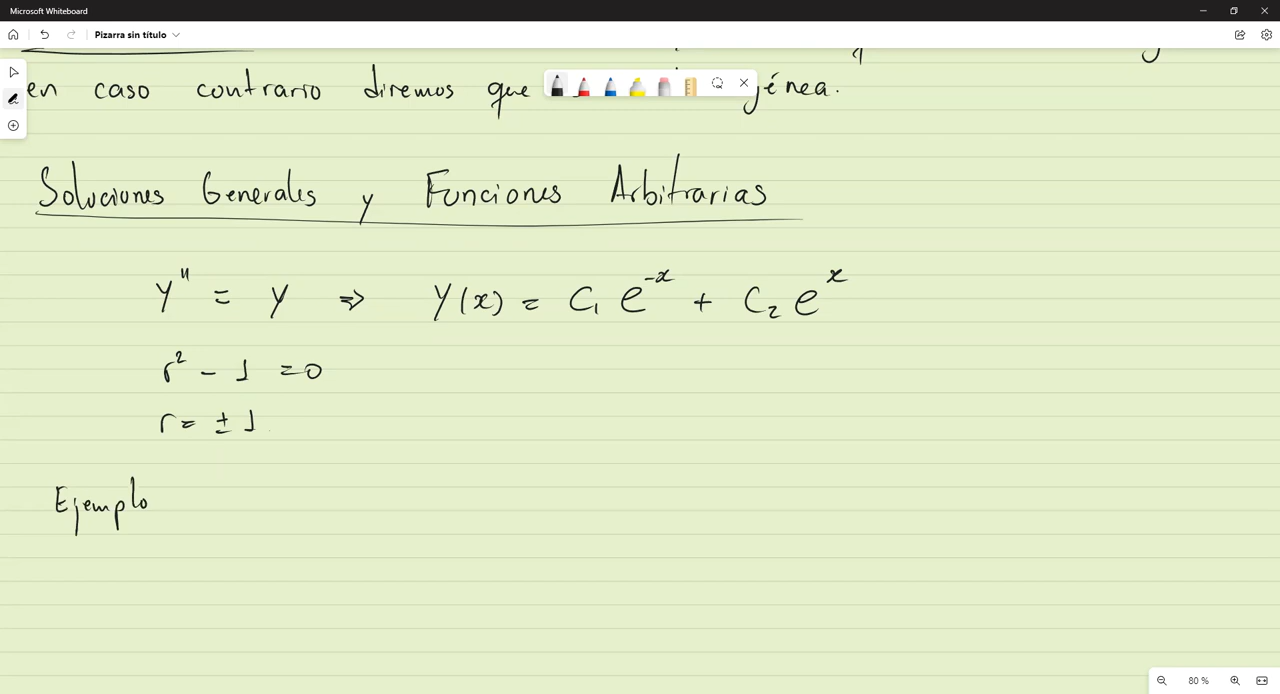 Microsoft Whiteboard
Pizarra sin título
en caso contrario diremos que génea.
Soluciones Generales y Funciones Arbitrarias
y'' = y ⇒ y(x) = C₁ e^{-x} + C₂ e^{x}
r² - 1 = 0
r = ± 1
Ejemplo
80 %